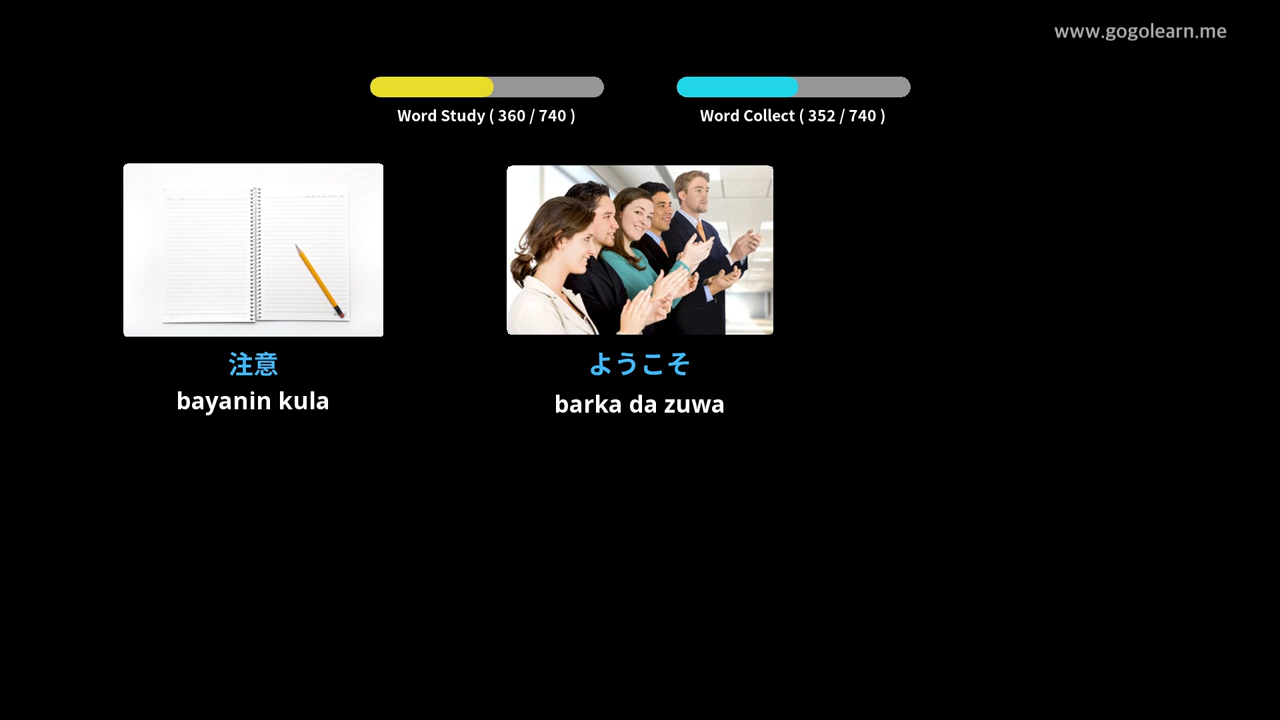 www.gogolearn.me
Word Study ( 360 / 740 )
Word Collect ( 352 / 740 )
注意
bayanin kula
ようこそ
barka da zuwa